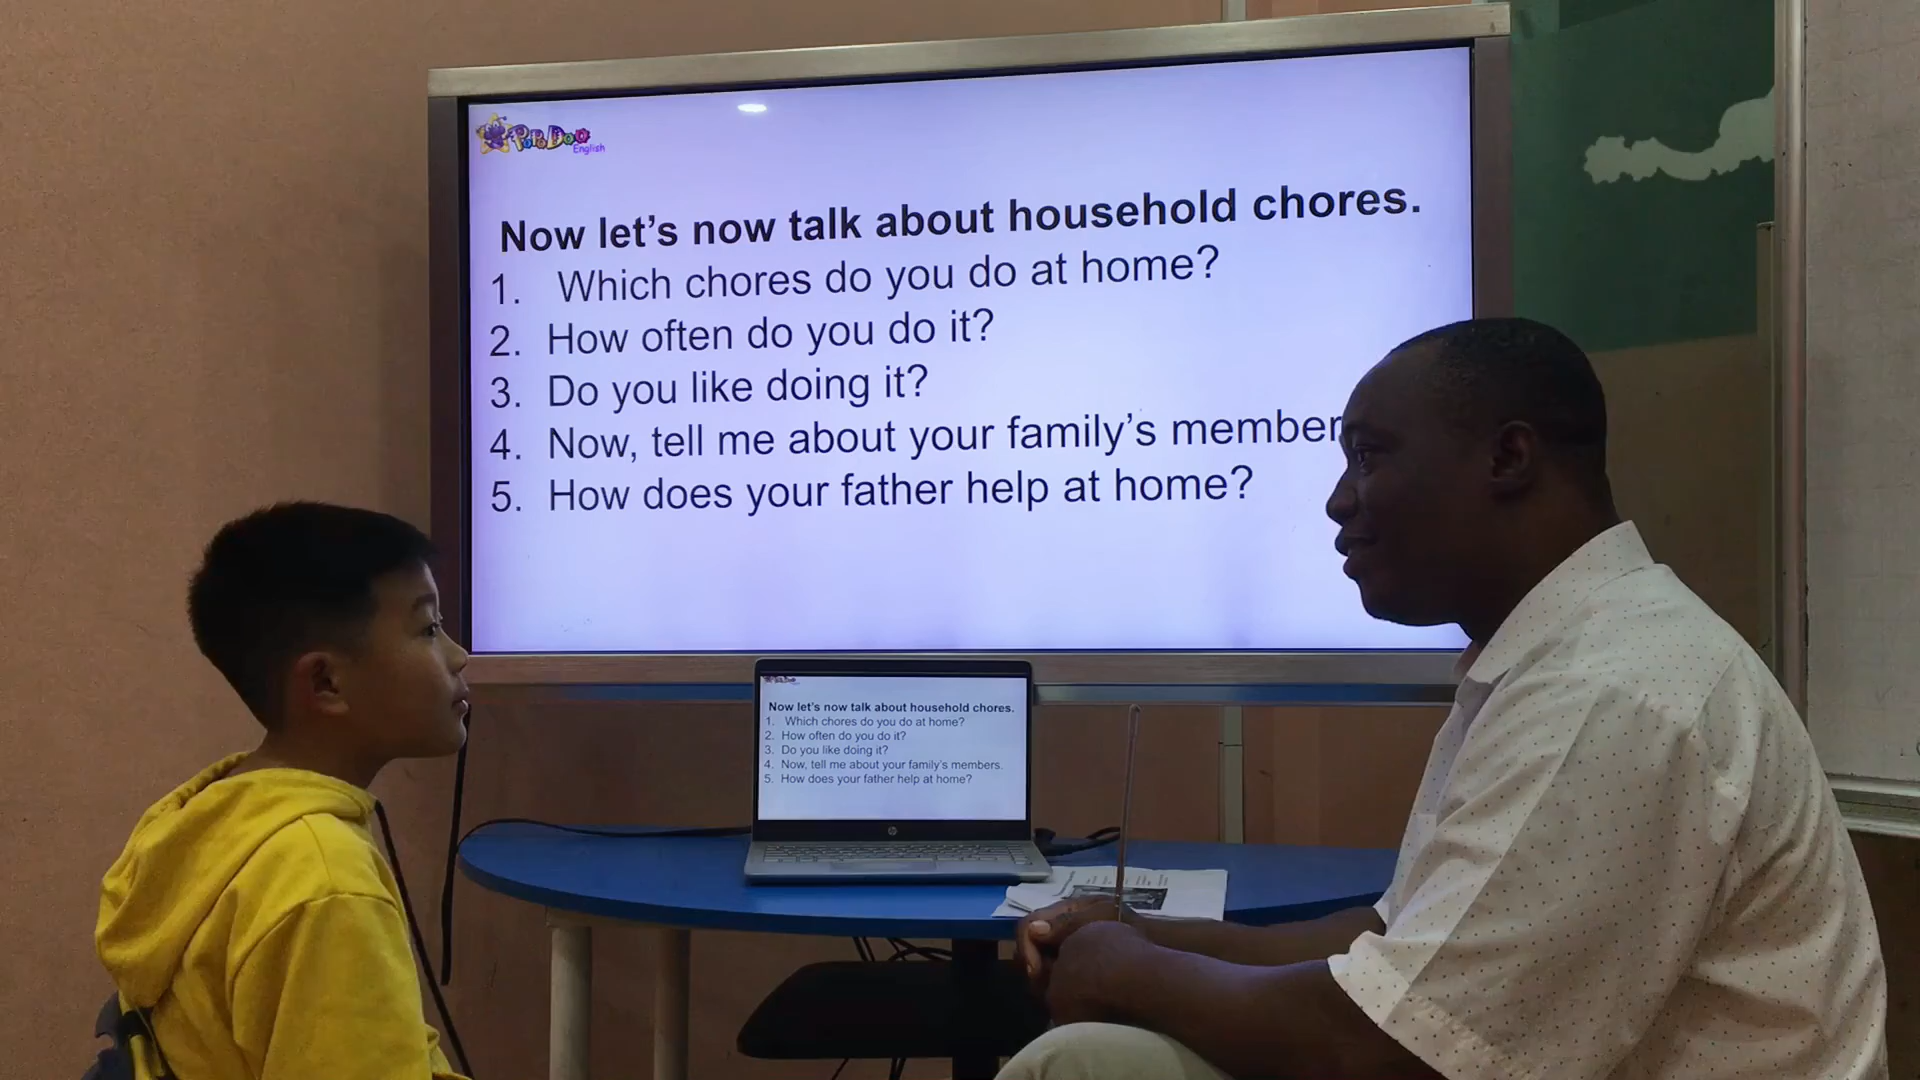 PoPoDoo
English
Now let's now talk about household chores.
1. Which chores do you do at home?
2. How often do you do it?
3. Do you like doing it?
4. Now, tell me about your family's member
5. How does your father help at home?
Now let's now talk about household chores.
1. Which chores do you do at home?
2. How often do you do it?
3. Do you like doing it?
4. Now, tell me about your family's members.
5. How does your father help at home?
hp